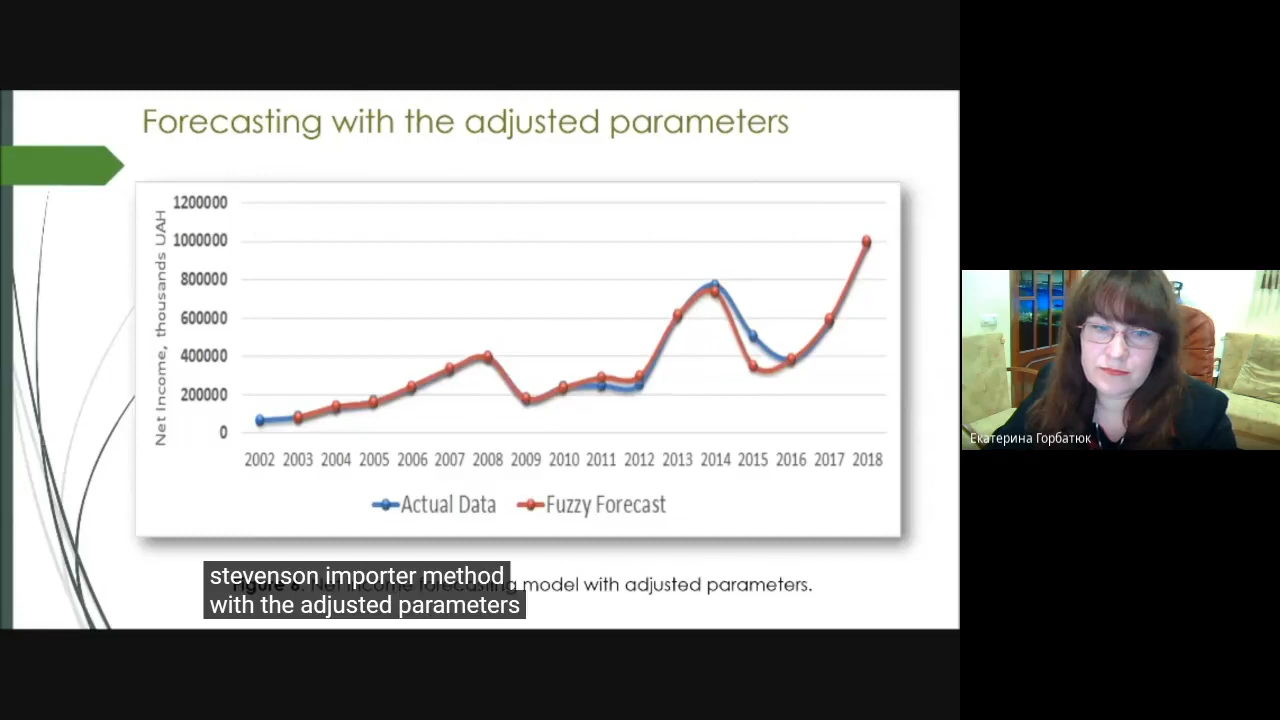 Forecasting with the adjusted parameters
Net Income, thousands UAH
1200000
1000000
800000
600000
400000
200000
0
2002 2003 2004 2005 2006 2007 2008 2009 2010 2011 2012 2013 2014 2015 2016 2017 2018
Actual Data Fuzzy Forecast
model with adjusted parameters.
stevenson importer method
with the adjusted parameters
Екатерина Горбатюк